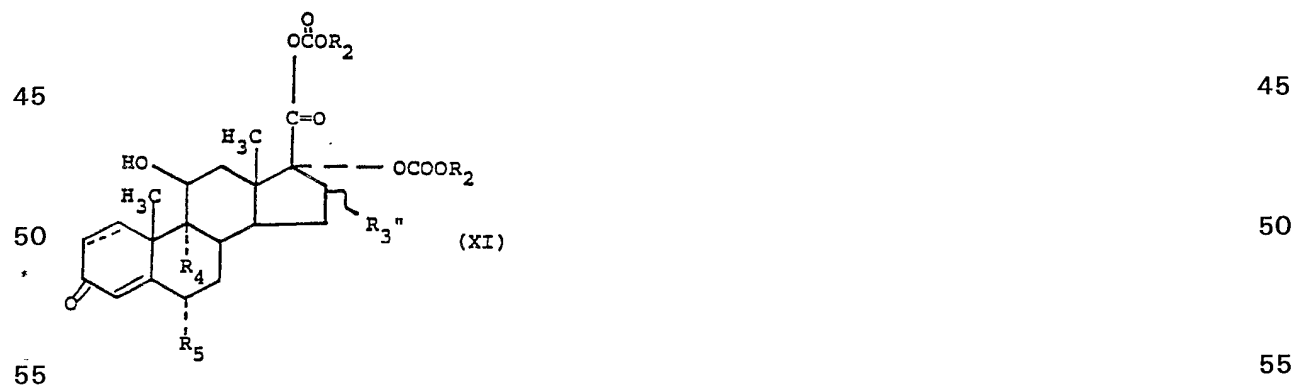 O
OCOR2
45 45
C=O
H3C
HO OCOOR2
H3C
R3"
50 (XI) 50
R4
O
R5
55 55